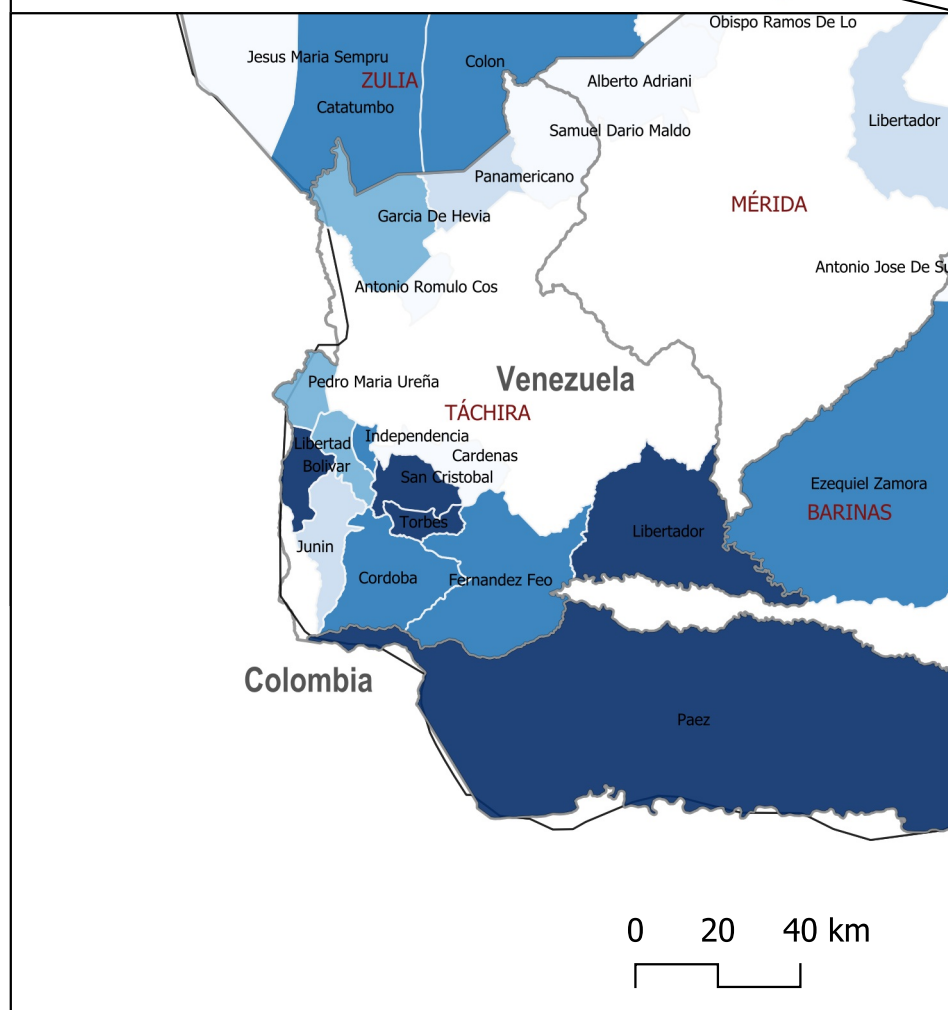 Obispo Ramos De Lo
Jesus Maria Sempru
Colon
ZULIA
Alberto Adriani
Catatumbo
Libertador
Samuel Dario Maldo
Panamericano
MÉRIDA
Garcia De Hevia
Antonio Jose De Su
Antonio Romulo Cos
Venezuela
Pedro Maria Ureña
TÁCHIRA
Independencia
Libertad
Cardenas
Bolivar
San Cristobal
Ezequiel Zamora
BARINAS
Torbes
Libertador
Junin
Cordoba
Fernandez Feo
Colombia
Paez
0 20 40 km